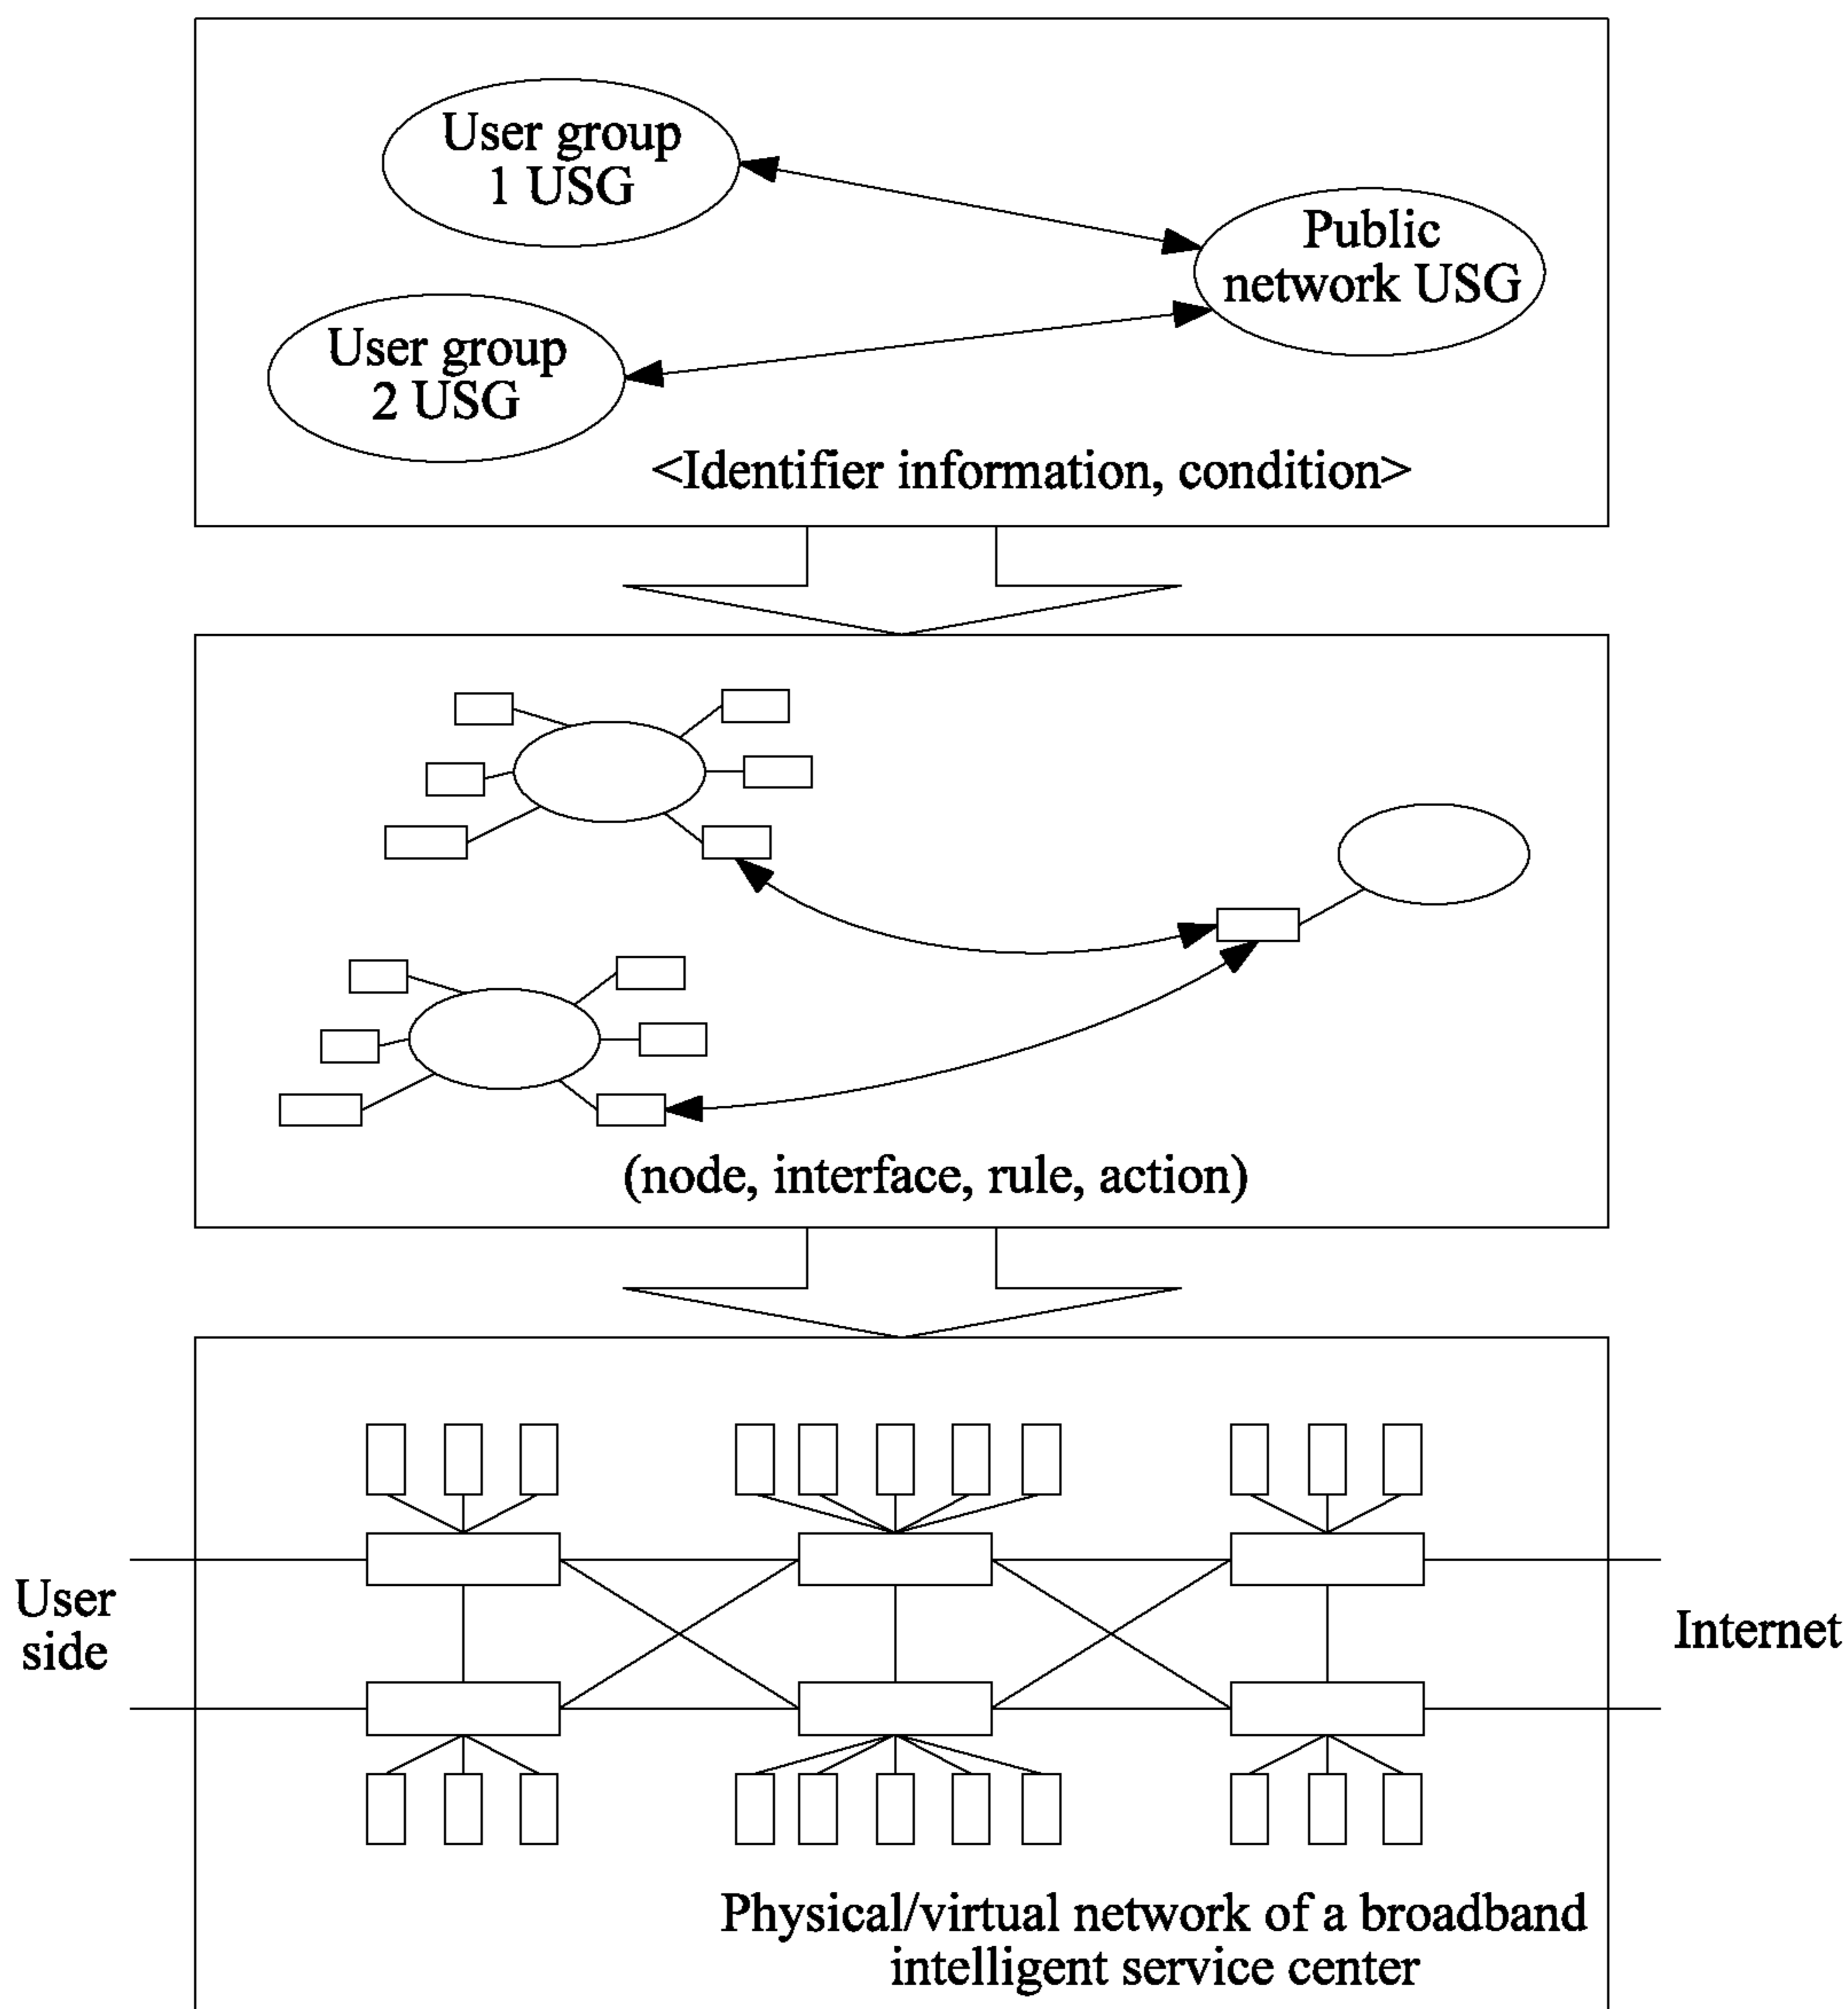 User group
1 USG
Public
network USG
User group
2 USG
<Identifier information, condition>
(node, interface, rule, action)
User
side
Internet
Physical/virtual network of a broadband
intelligent service center